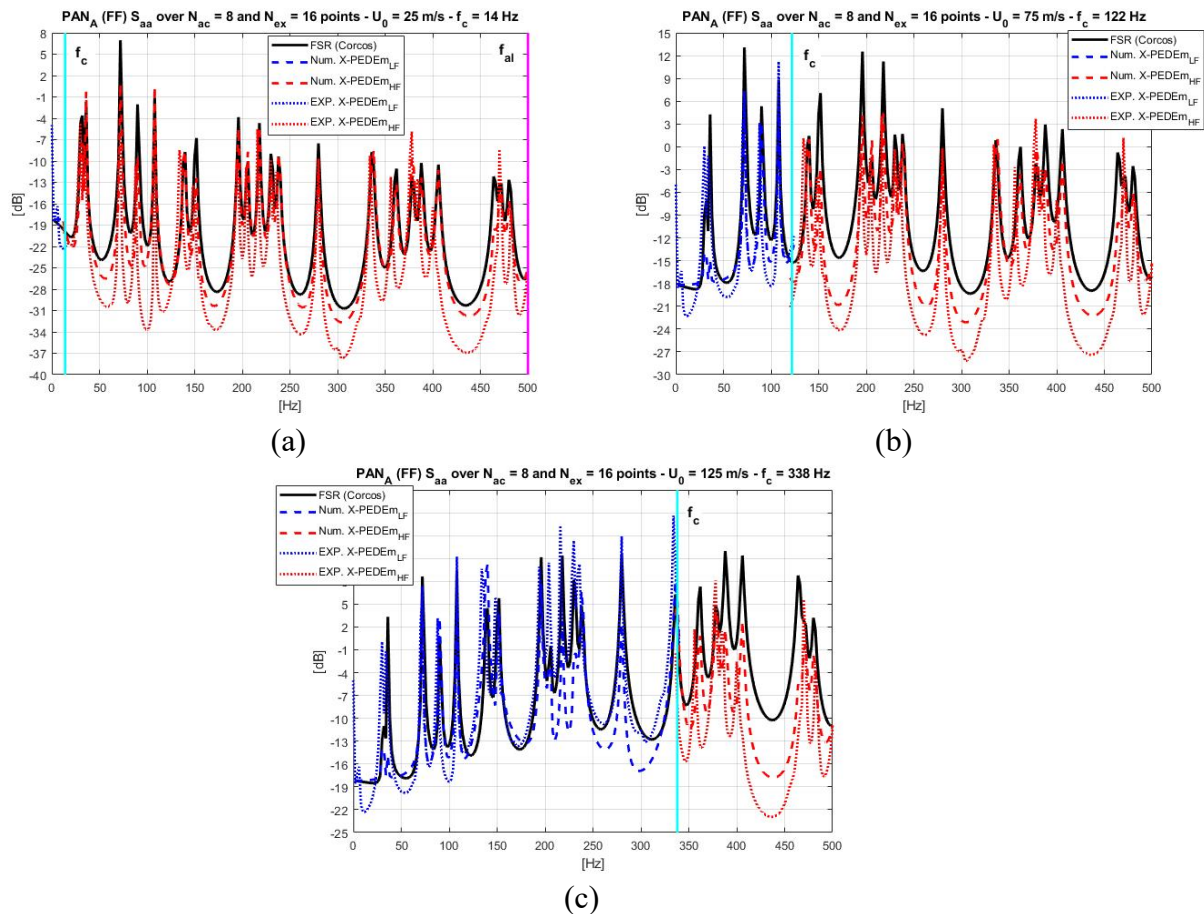 PAN_A (FF) S_aa over N_ac = 8 and N_ex = 16 points - U_0 = 25 m/s - f_c = 14 Hz
8
5
2
-1
-4
-7
-10
-13
-16
-19
-22
-25
-28
-31
-34
-37
-40
[dB]
f_c
f_al
FSR (Corcos)
Num. X-PEDEm_LF
Num. X-PEDEm_HF
EXP. X-PEDEm_LF
EXP. X-PEDEm_HF
0 50 100 150 200 250 300 350 400 450 500
[Hz]
(a)
PAN_A (FF) S_aa over N_ac = 8 and N_ex = 16 points - U_0 = 75 m/s - f_c = 122 Hz
15
12
9
6
3
0
-3
-6
-9
-12
-15
-18
-21
-24
-27
-30
[dB]
f_c
FSR (Corcos)
Num. X-PEDEm_LF
Num. X-PEDEm_HF
EXP. X-PEDEm_LF
EXP. X-PEDEm_HF
0 50 100 150 200 250 300 350 400 450 500
[Hz]
(b)
PAN_A (FF) S_aa over N_ac = 8 and N_ex = 16 points - U_0 = 125 m/s - f_c = 338 Hz
FSR (Corcos)
Num. X-PEDEm_LF
Num. X-PEDEm_HF
EXP. X-PEDEm_LF
EXP. X-PEDEm_HF
f_c
5
2
-1
-4
-7
-10
-13
-16
-19
-22
-25
[dB]
0 50 100 150 200 250 300 350 400 450 500
[Hz]
(c)